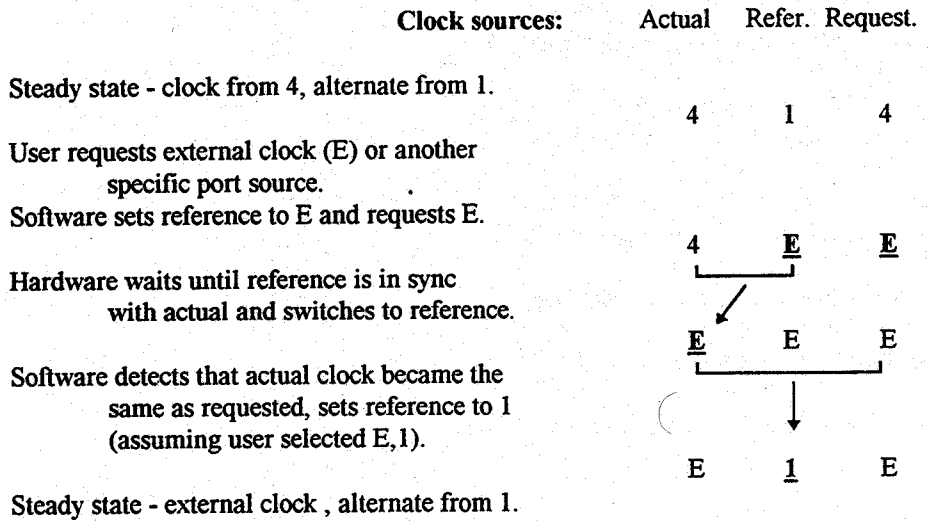 Clock sources: Actual Refer. Request.
Steady state - clock from 4, alternate from 1.
4 1 4
User requests external clock (E) or another
specific port source.
Software sets reference to E and requests E.
4 E E
Hardware waits until reference is in sync
with actual and switches to reference.
E E E
Software detects that actual clock became the
same as requested, sets reference to 1
(assuming user selected E,1).
E 1 E
Steady state - external clock , alternate from 1.